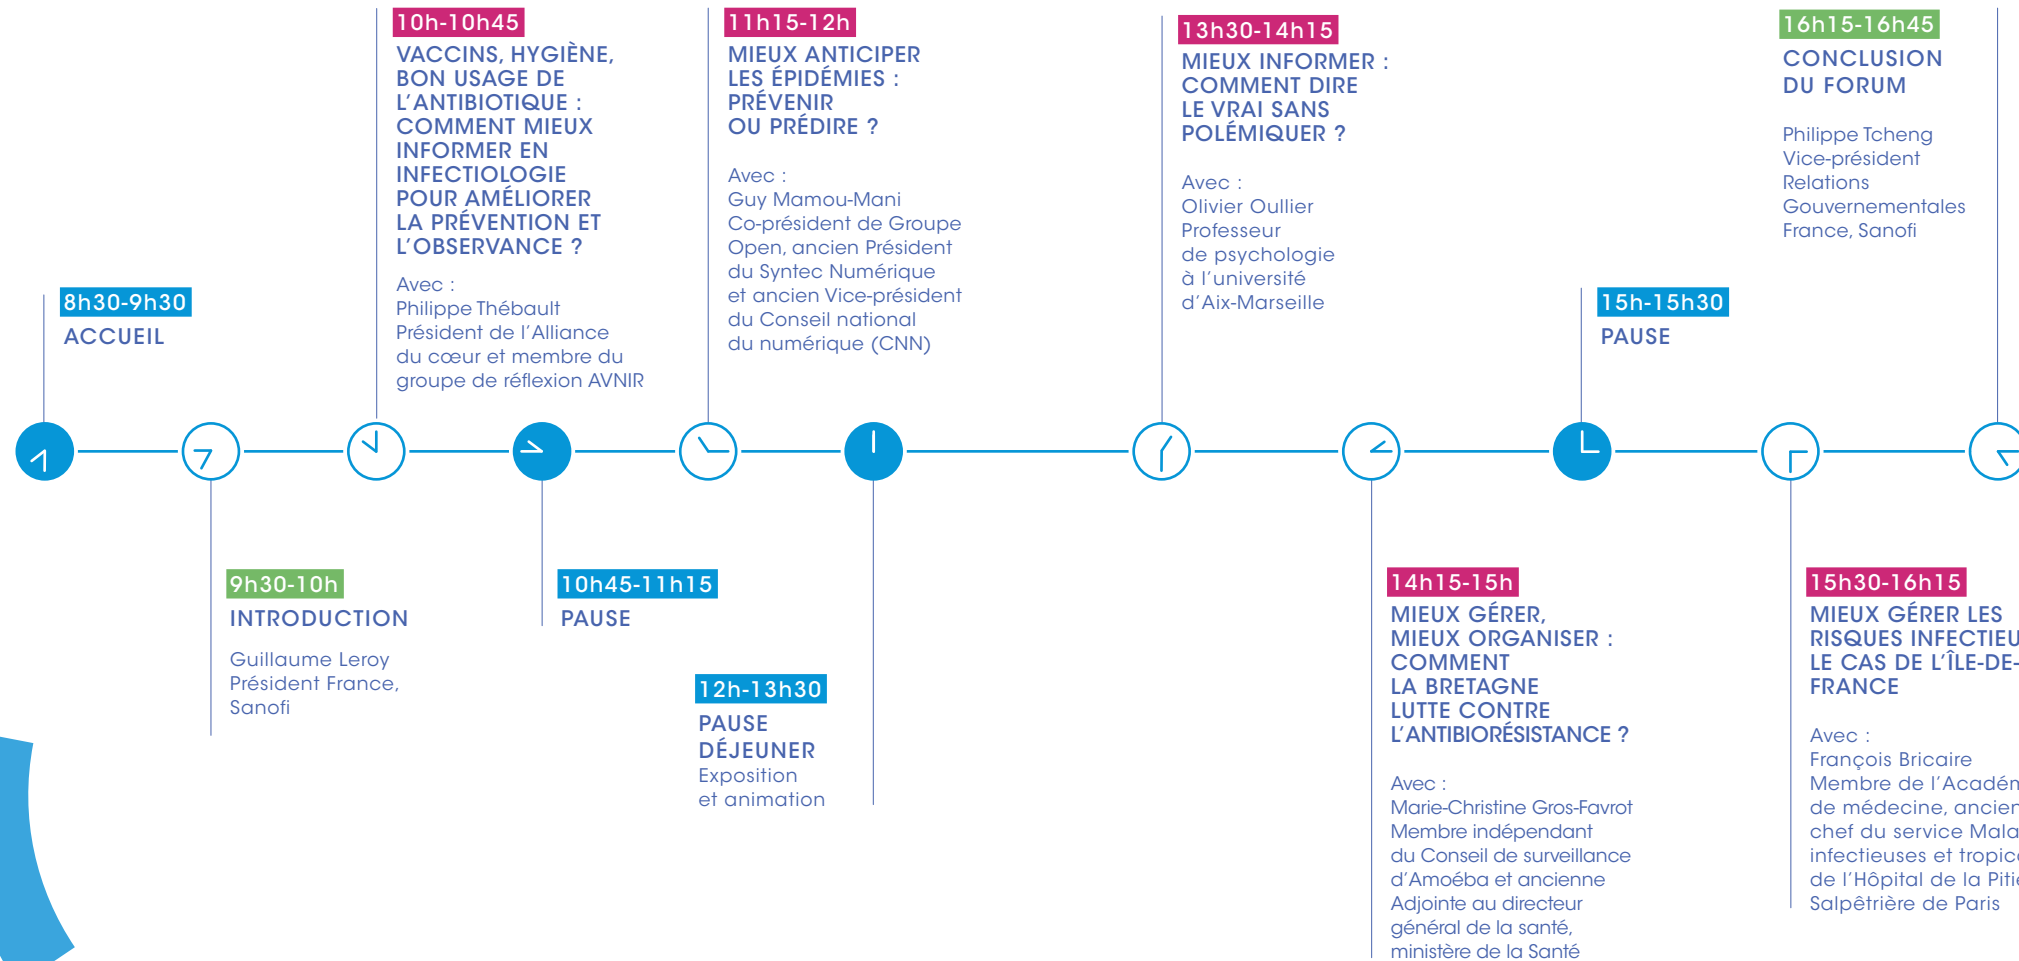 8h30-9h30
ACCUEIL
9h30-10h
INTRODUCTION
Guillaume Leroy
Président France,
Sanofi
10h-10h45
VACCINS, HYGIÈNE,
BON USAGE DE
L'ANTIBIOTIQUE :
COMMENT MIEUX
INFORMER EN
INFECTIOLOGIE
POUR AMÉLIORER
LA PRÉVENTION ET
L'OBSERVANCE ?
Avec :
Philippe Thébault
Président de l'Alliance
du cœur et membre du
groupe de réflexion AVNIR
10h45-11h15
PAUSE
11h15-12h
MIEUX ANTICIPER
LES ÉPIDÉMIES :
PRÉVENIR
OU PRÉDIRE ?
Avec :
Guy Mamou-Mani
Co-président de Groupe
Open, ancien Président
du Syntec Numérique
et ancien Vice-président
du Conseil national
du numérique (CNN)
12h-13h30
PAUSE
DÉJEUNER
Exposition
et animation
13h30-14h15
MIEUX INFORMER :
COMMENT DIRE
LE VRAI SANS
POLÉMIQUER ?
Avec :
Olivier Oullier
Professeur
de psychologie
à l'université
d'Aix-Marseille
14h15-15h
MIEUX GÉRER,
MIEUX ORGANISER :
COMMENT
LA BRETAGNE
LUTTE CONTRE
L'ANTIBIORÉSISTANCE ?
Avec :
Marie-Christine Gros-Favrot
Membre indépendant
du Conseil de surveillance
d'Amoéba et ancienne
Adjointe au directeur
général de la santé,
ministère de la Santé
15h-15h30
PAUSE
15h30-16h15
MIEUX GÉRER LES
RISQUES
LE CAS DE L'ÎLE-DE-
FRANCE
Avec :
François Bricaire
Membre de
de médecine, ancien
chef du service
infectieuses et
de l'Hôpital de la
Salpêtrière de Paris
16h15-16h45
CONCLUSION
DU FORUM
Philippe Tcheng
Vice-président
Relations
Gouvernementales
France, Sanofi